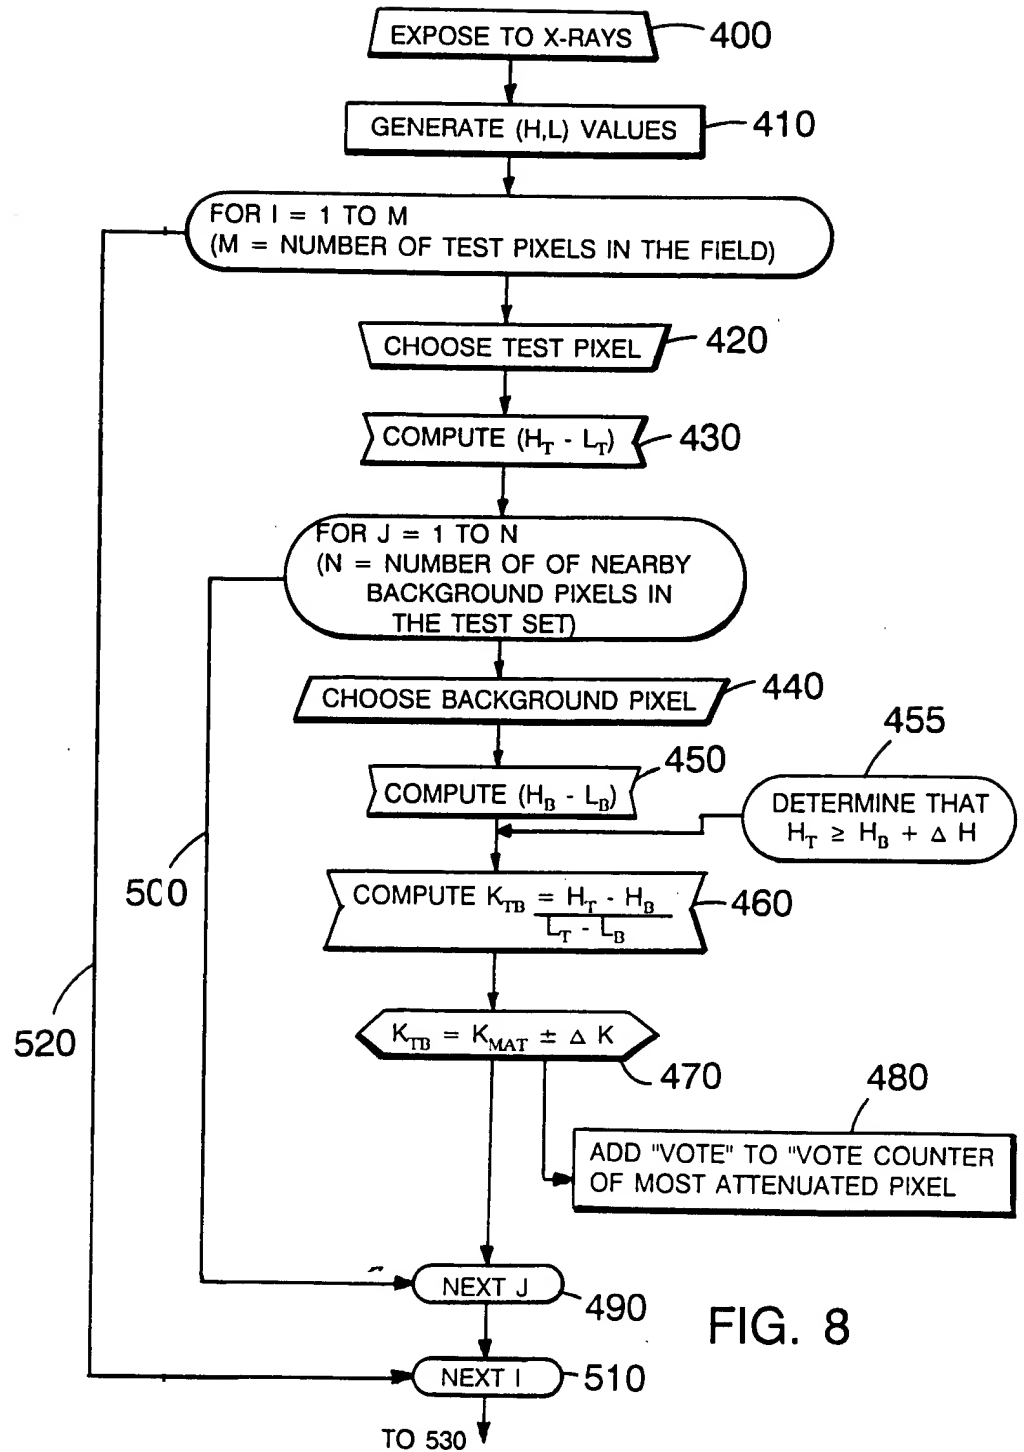 EXPOSE TO X-RAYS 400
GENERATE (H,L) VALUES 410
FOR I = 1 TO M
(M = NUMBER OF TEST PIXELS IN THE FIELD)
CHOOSE TEST PIXEL 420
COMPUTE (H_T - L_T) 430
FOR J = 1 TO N
(N = NUMBER OF OF NEARBY
BACKGROUND PIXELS IN
THE TEST SET)
CHOOSE BACKGROUND PIXEL 440
COMPUTE (H_B - L_B) 450
455
DETERMINE THAT
H_T ≥ H_B + Δ H
500
COMPUTE K_TB = H_T - H_B
L_T - L_B
460
520
K_TB = K_MAT ± Δ K
470
480
ADD "VOTE" TO "VOTE COUNTER
OF MOST ATTENUATED PIXEL
NEXT J 490
FIG. 8
NEXT I 510
TO 530